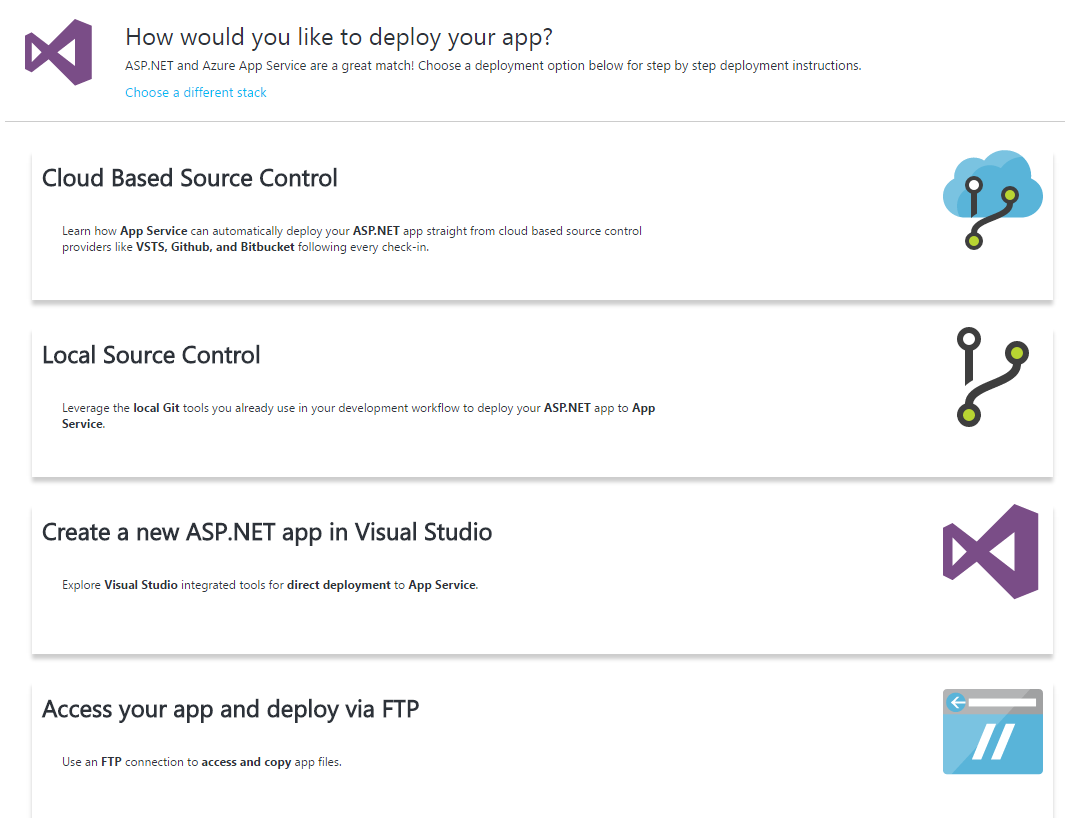 How would you like to deploy your app?
ASP.NET and Azure App Service are a great match! Choose a deployment option below for step by step deployment instructions.
Choose a different stack
Cloud Based Source Control
Learn how App Service can automatically deploy your ASP.NET app straight from cloud based source control
providers like VSTS, Github, and Bitbucket following every check-in.
Local Source Control
Leverage the local Git tools you already use in your development workflow to deploy your ASP.NET app to App
Service.
Create a new ASP.NET app in Visual Studio
Explore Visual Studio integrated tools for direct deployment to App Service.
Access your app and deploy via FTP
Use an FTP connection to access and copy app files.